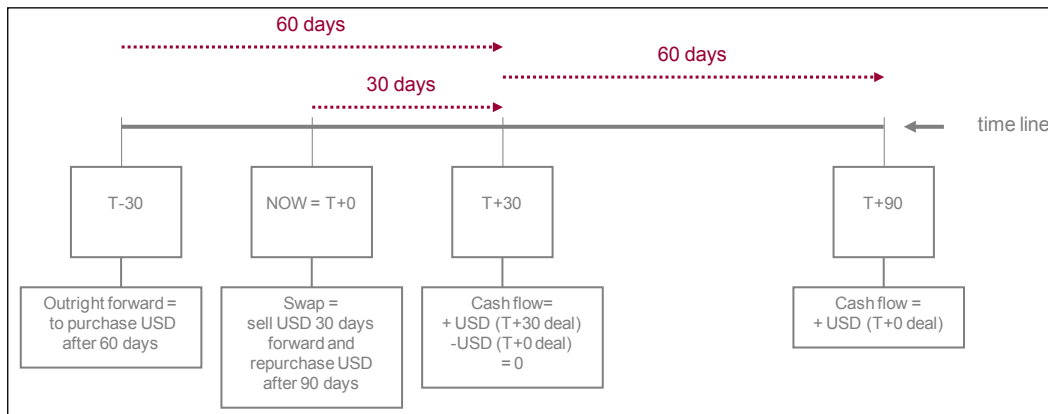 60 days
60 days
30 days
time line
T-30
NOW = T+0
T+30
T+90
Outright forward =
to purchase USD
after 60 days
Swap =
sell USD 30 days
forward and
repurchase USD
after 90 days
Cash flow=
+ USD (T+30 deal)
-USD (T+0 deal)
= 0
Cash flow =
+ USD (T+0 deal)